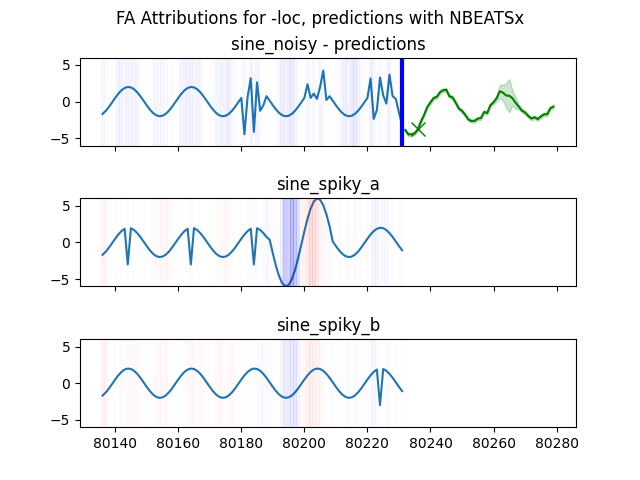 FA Attributions for -loc, predictions with NBEATSx
sine_noisy - predictions
5
0
−5
sine_spiky_a
5
0
−5
sine_spiky_b
5
0
−5
80140 80160 80180 80200 80220 80240 80260 80280